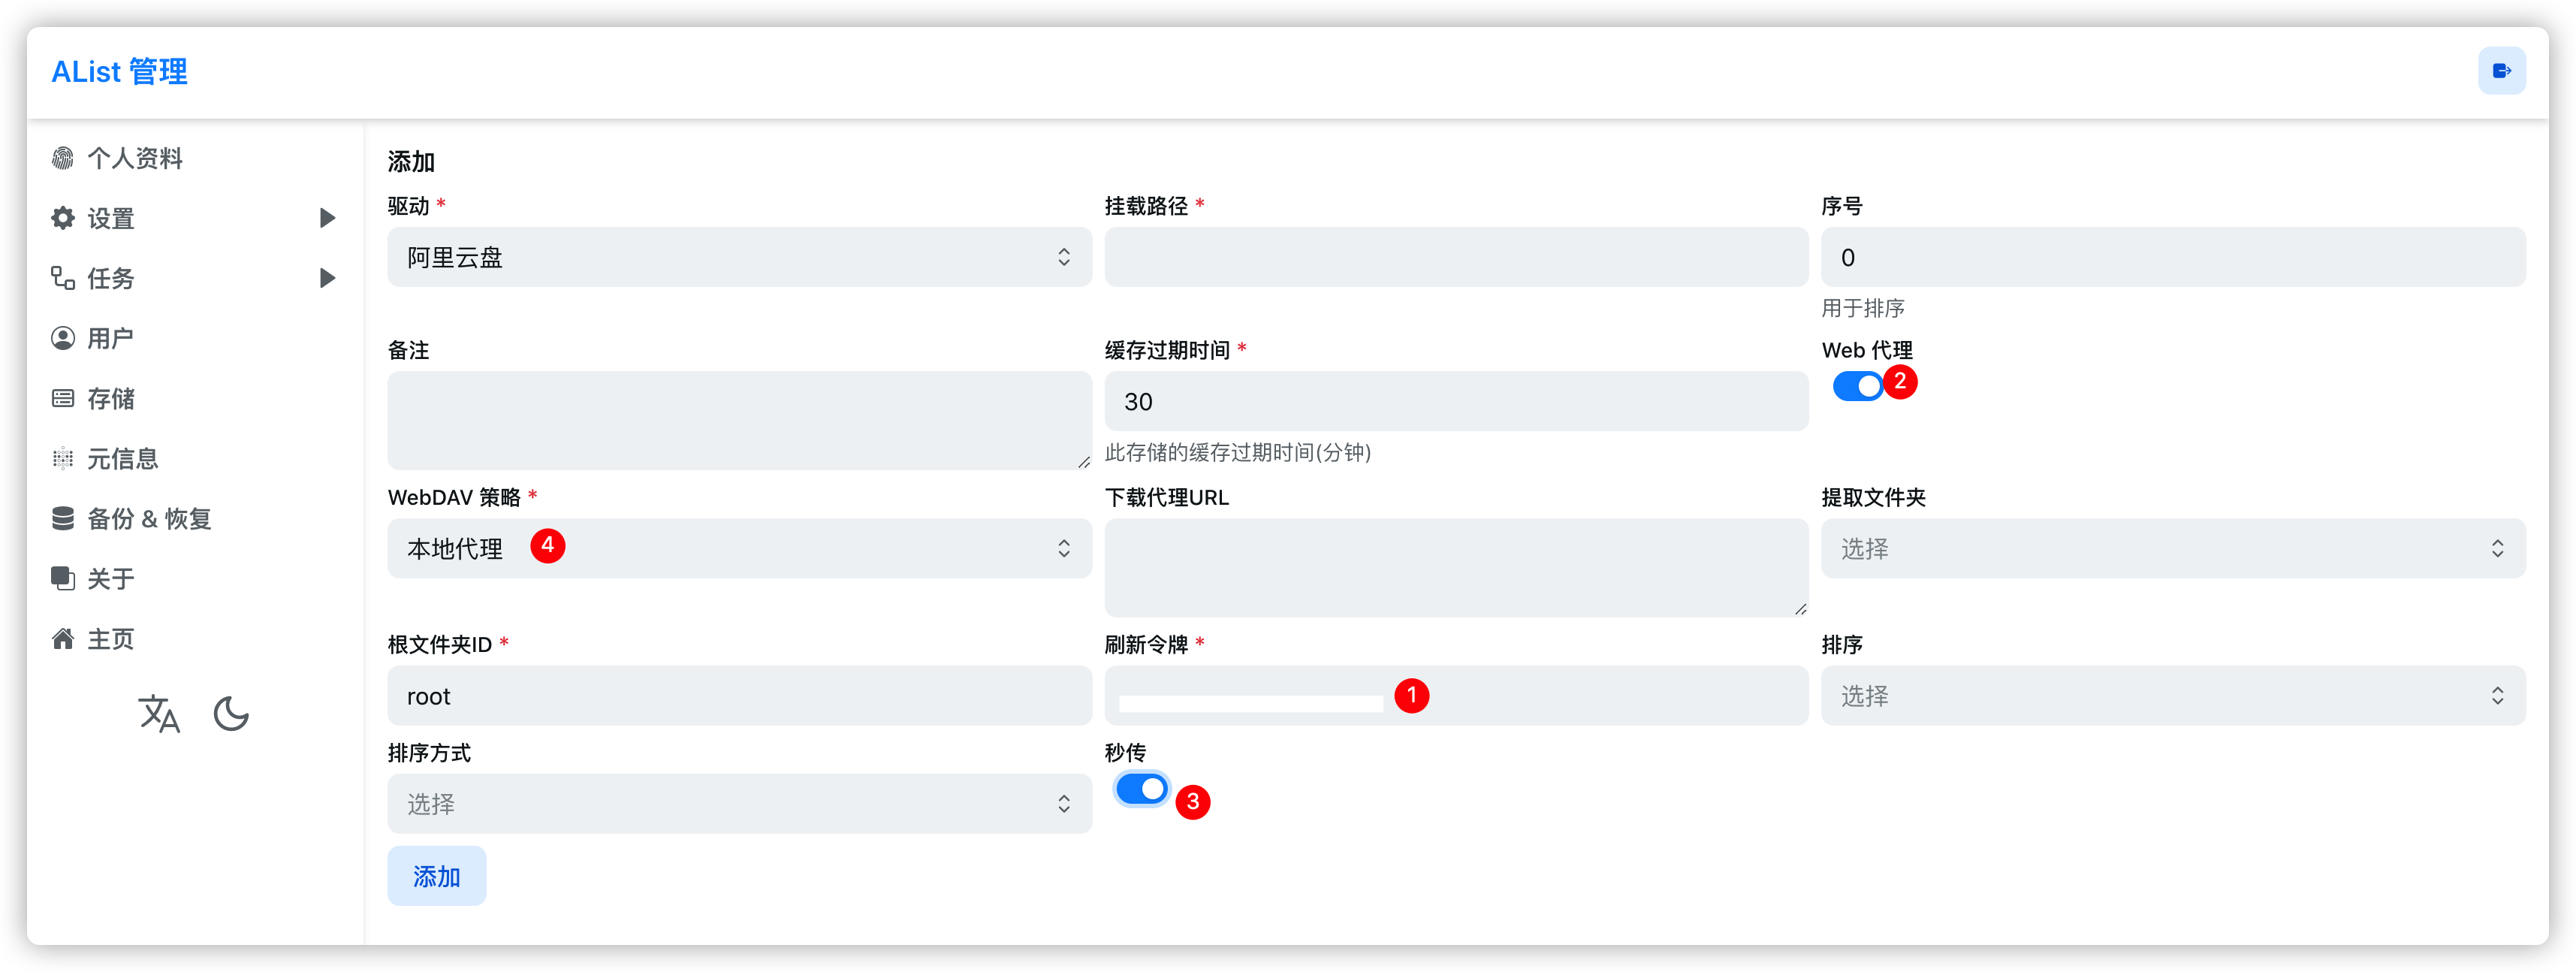 AList 管理
个人资料
设置
任务
用户
存储
元信息
备份 & 恢复
关于
主页
添加
驱动 *
挂载路径 *
序号
阿里云盘
0
用于排序
备注
缓存过期时间 *
Web 代理
30
2
此存储的缓存过期时间(分钟)
WebDAV 策略 *
下载代理URL
提取文件夹
本地代理
4
选择
根文件夹ID *
刷新令牌 *
排序
root
1
选择
排序方式
秒传
选择
3
添加